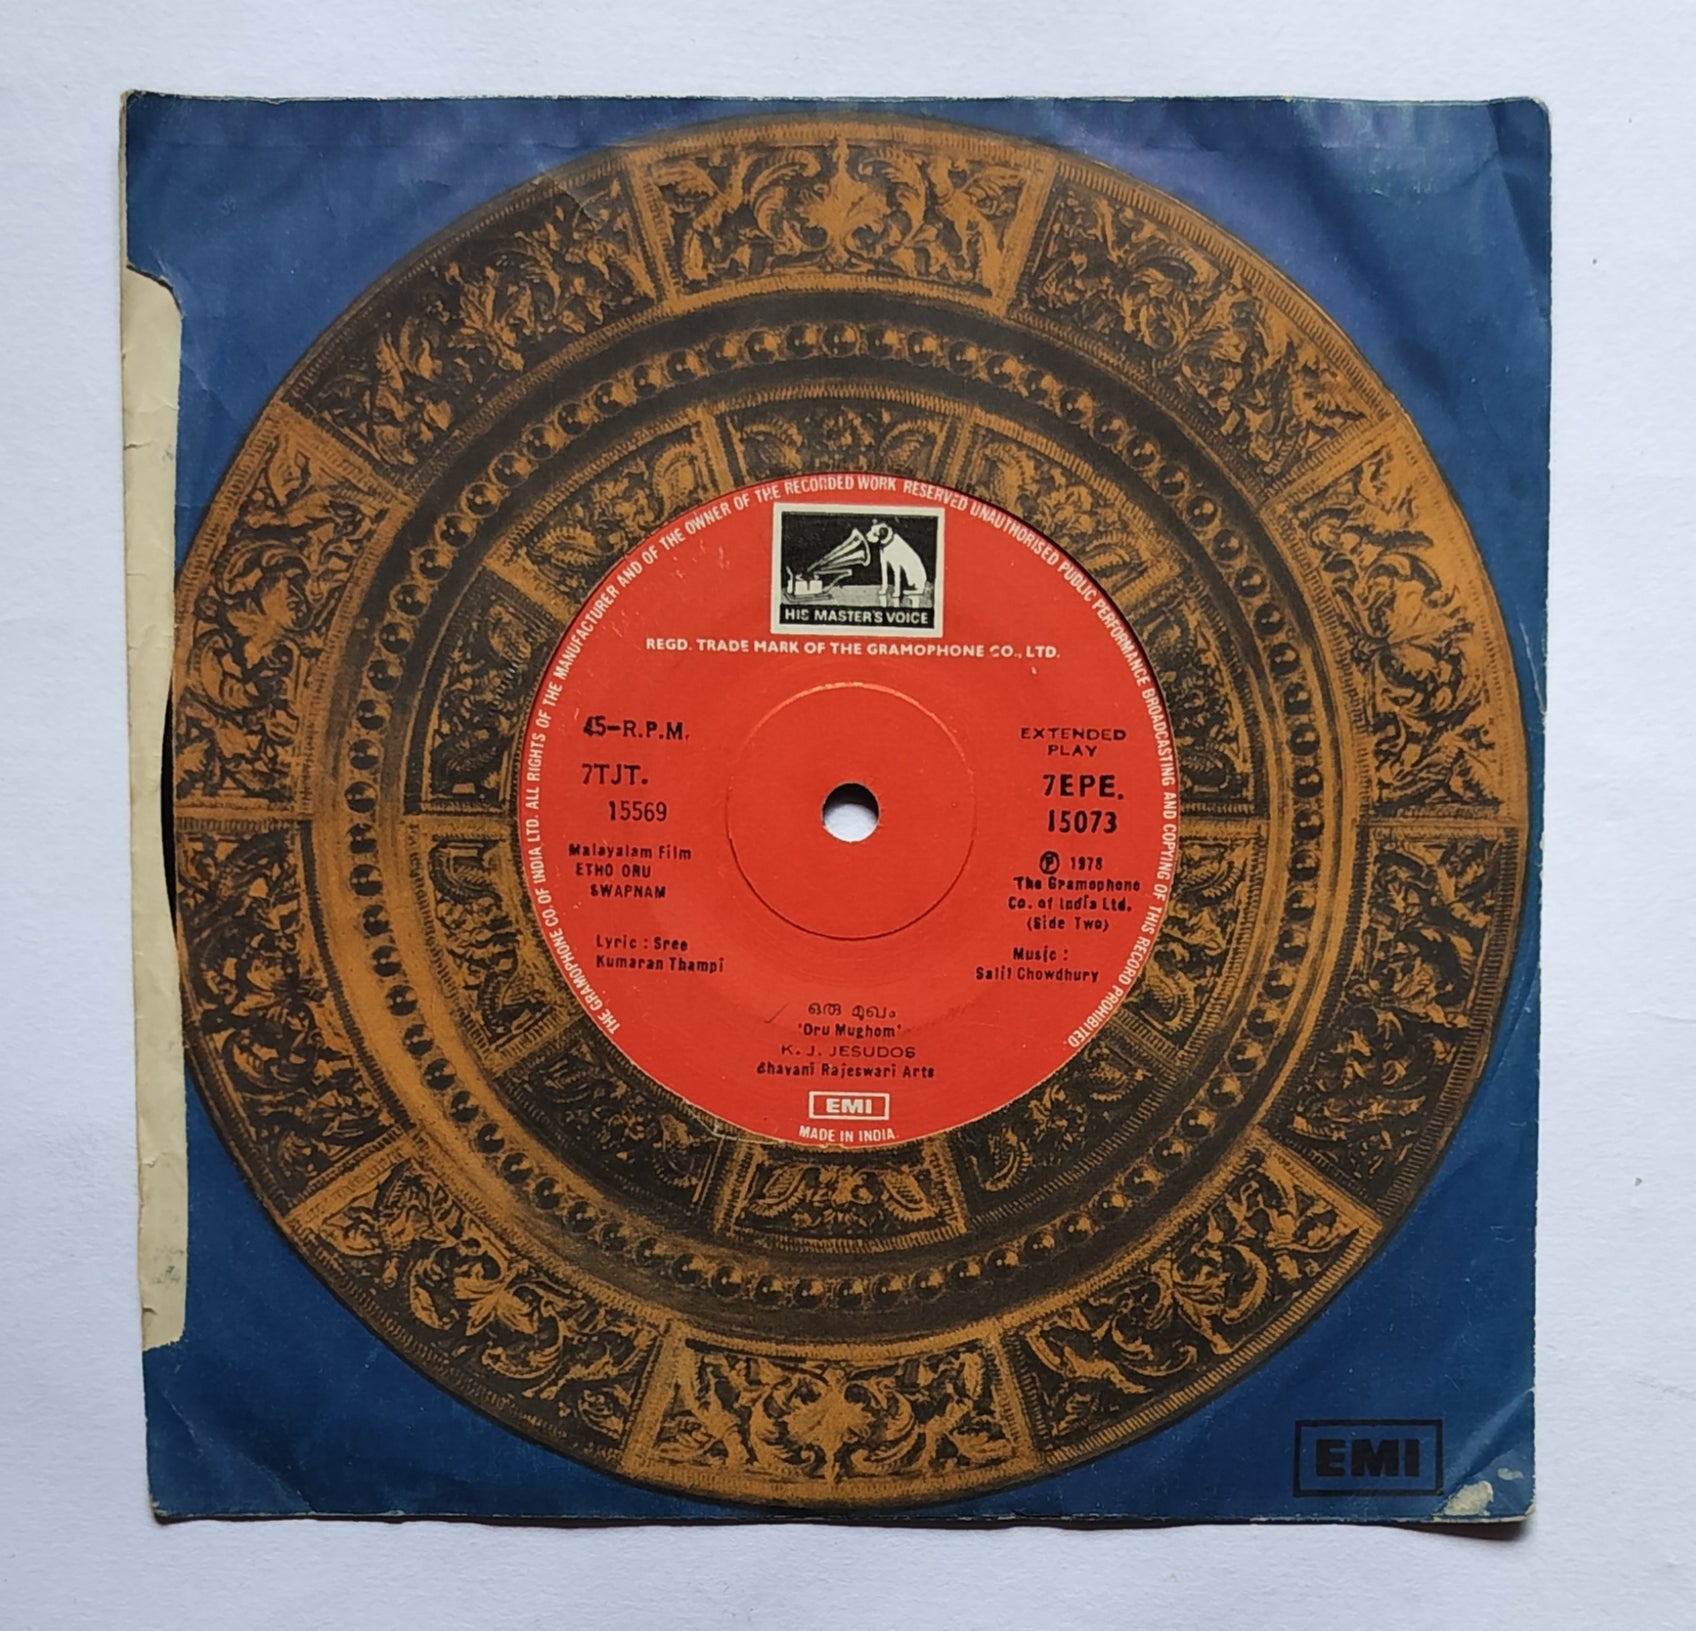 THE GRAMOPHONE CO. OF INDIA LTD. ALL RIGHTS OF THE MANUFACTURER AND OF THE OWNER OF THE RECORDED WORK RESERVED UNAUTHORISED PUBLIC PERFORMANCE BROADCASTING AND COPYING OF THIS RECORD PROHIBITED.
HIS MASTER'S VOICE
REGD. TRADE MARK OF THE GRAMOPHONE CO., LTD.
45-R.P.M.
7TJT.
15569
Malayalam Film
ETHO ORU
SWAPNAM
Lyric : Sree
Kumaran Thampi
EXTENDED
PLAY
7EPE.
15073
Ⓟ 1978
The Gramophone
Co. of India Ltd.
(Side Two)
Music :
Salil Chowdhury
ഒരു മുഖം
'Oru Mughom'
K. J. JESUDOS
Bhavani Rajeswari Arts
EMI
MADE IN INDIA.
EMI